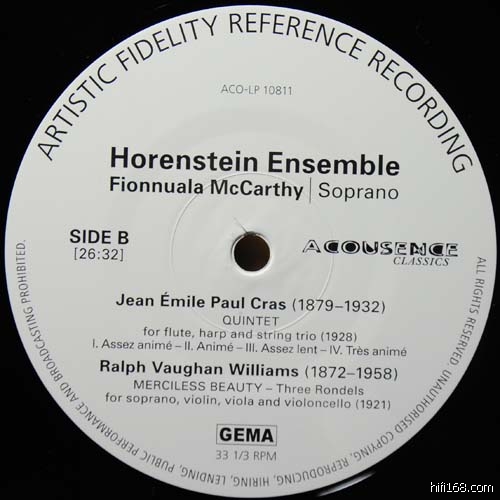 ARTISTIC FIDELITY REFERENCE RECORDING
ACO-LP 10811
Horenstein Ensemble
Fionnuala McCarthy | Soprano
SIDE B
[26:32]
ACOUSENCE
CLASSICS
Jean Émile Paul Cras (1879–1932)
QUINTET
for flute, harp and string trio (1928)
I. Assez animé – II. Animé – III. Assez lent – IV. Très animé
Ralph Vaughan Williams (1872–1958)
MERCILESS BEAUTY – Three Rondels
for soprano, violin, viola and violoncello (1921)
GEMA
33 1/3 RPM
ALL RIGHTS RESERVED. UNAUTHORISED COPYING, REPRODUCING, HIRING, LENDING, PUBLIC PERFORMANCE AND BROADCASTING PROHIBITED.
hifi168.com